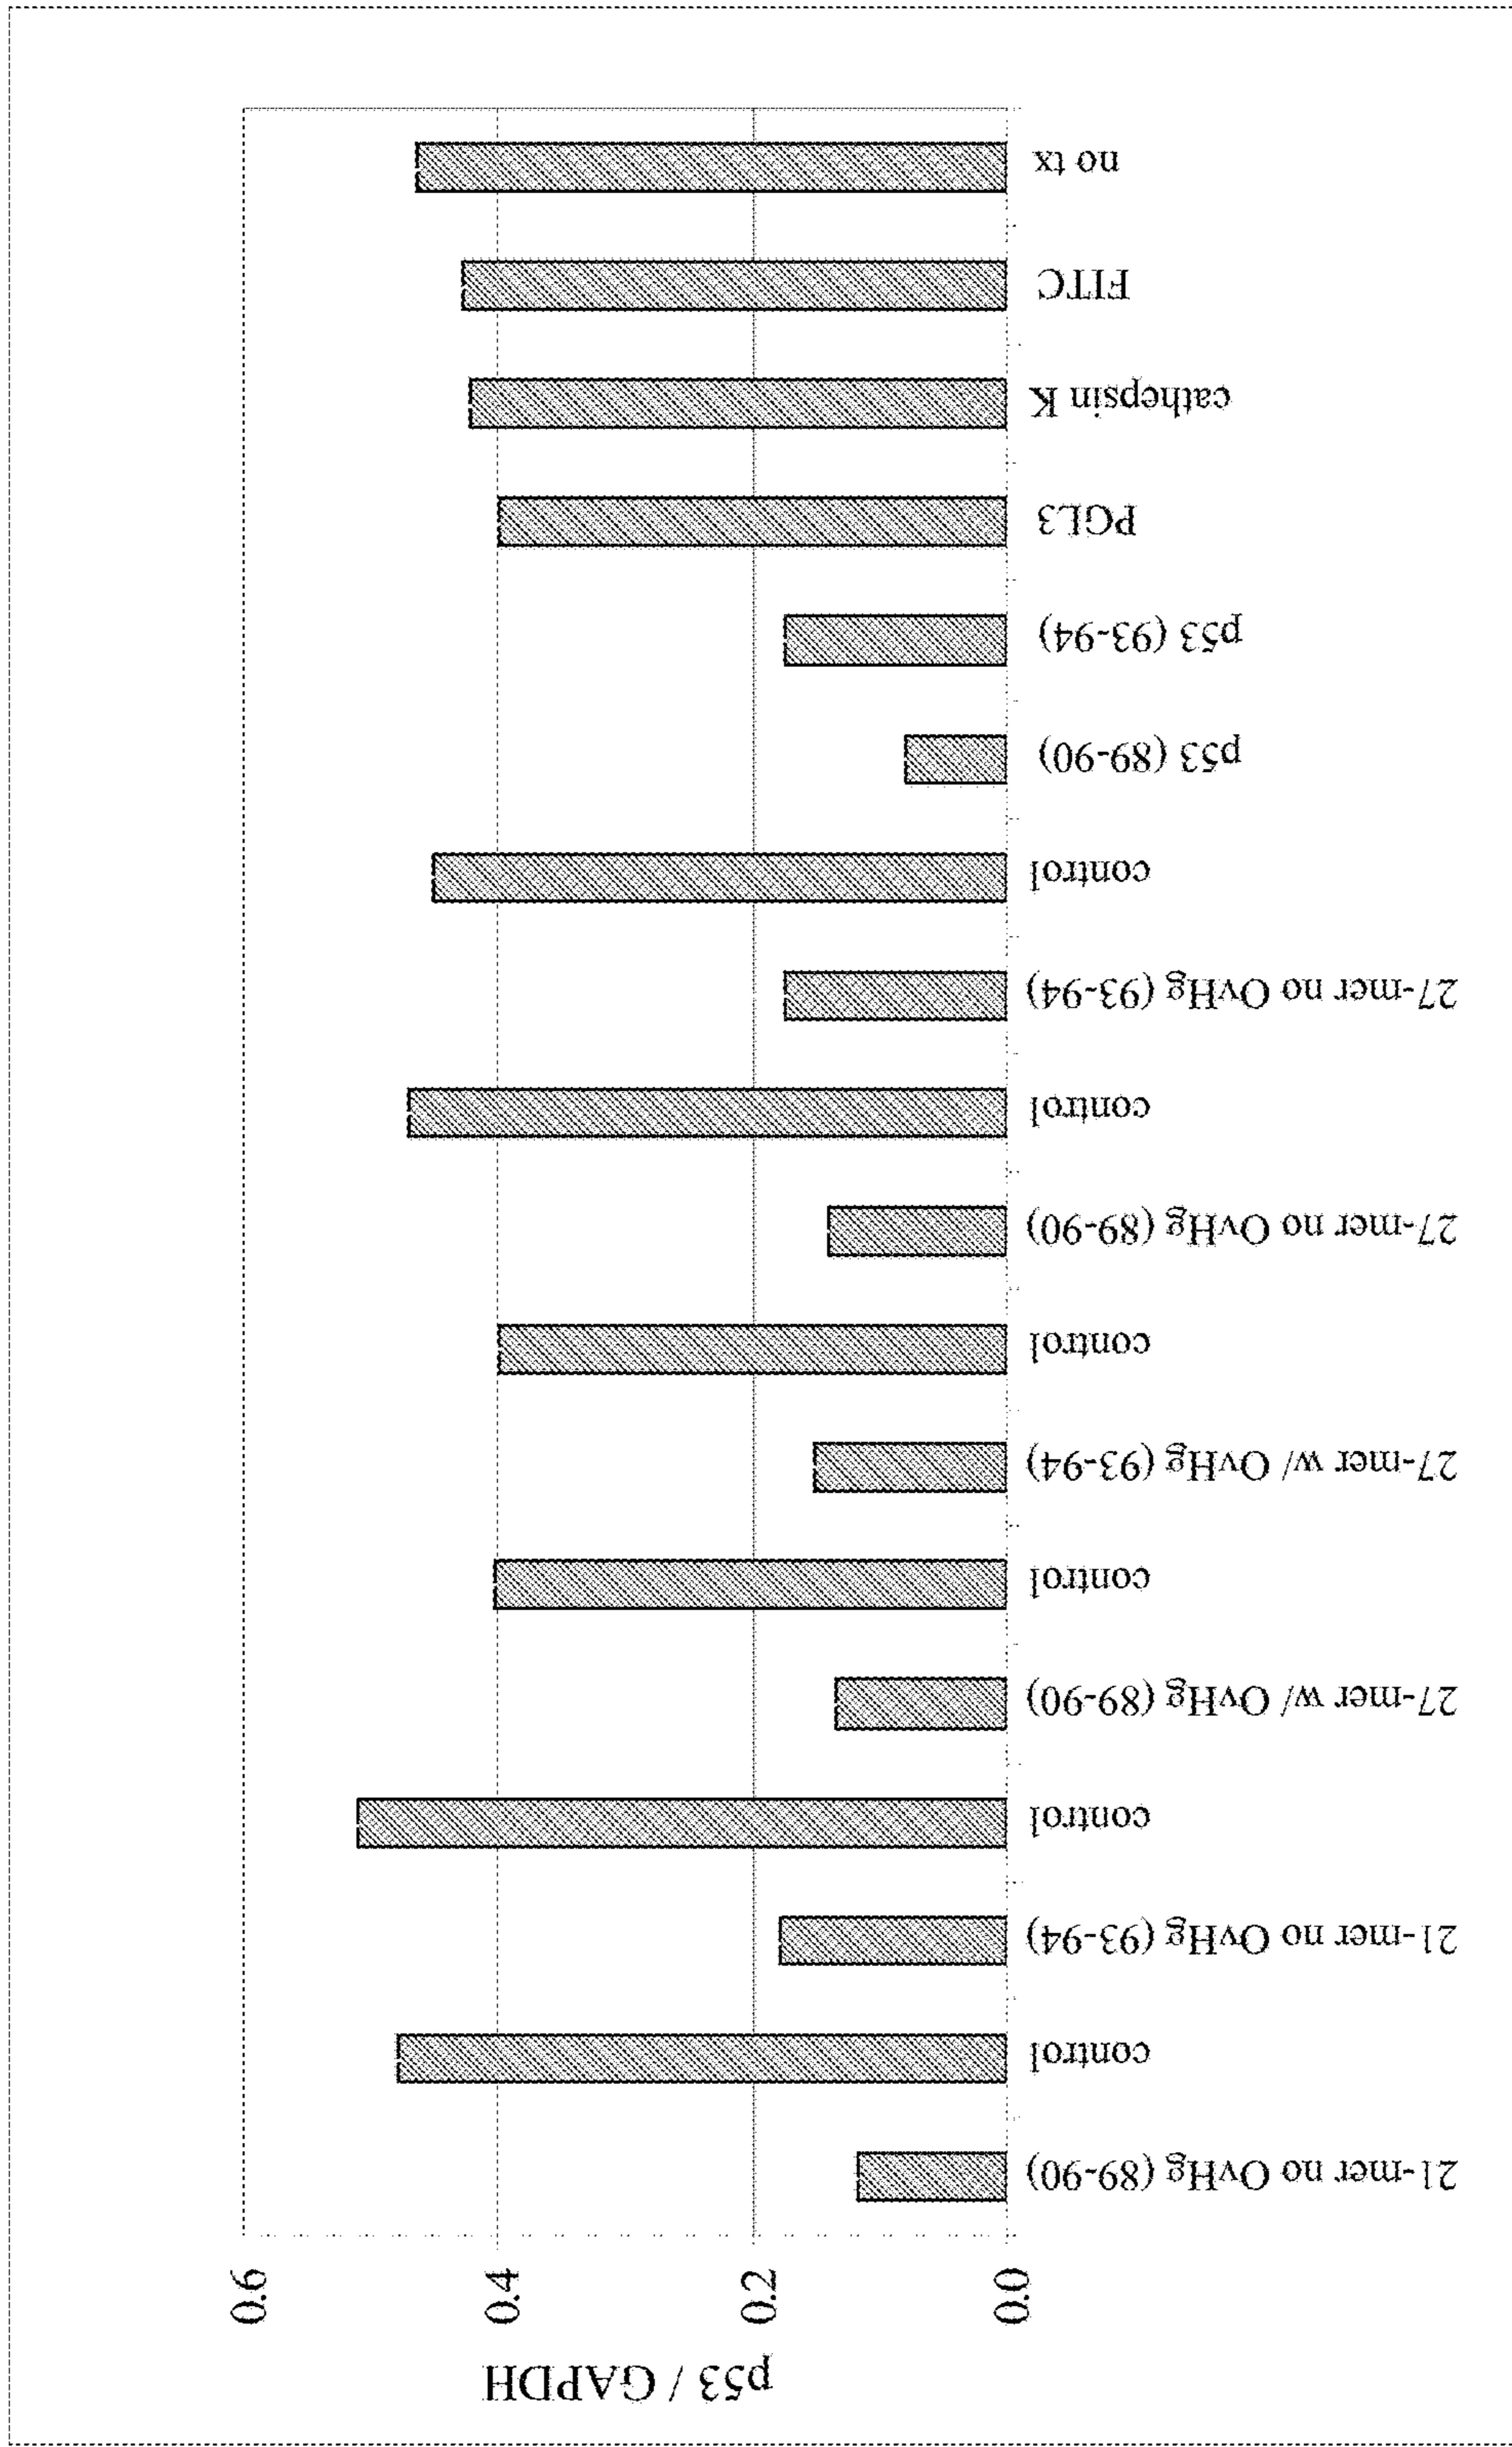 p53 / GAPDH
0.6
0.4
0.2
0.0
21-mer no OvHg (89-90)
control
21-mer no OvHg (93-94)
control
27-mer w/ OvHg (89-90)
control
27-mer w/ OvHg (93-94)
control
27-mer no OvHg (89-90)
control
27-mer no OvHg (93-94)
control
p53 (89-90)
p53 (93-94)
PGL3
cathepsin K
FITC
no tx